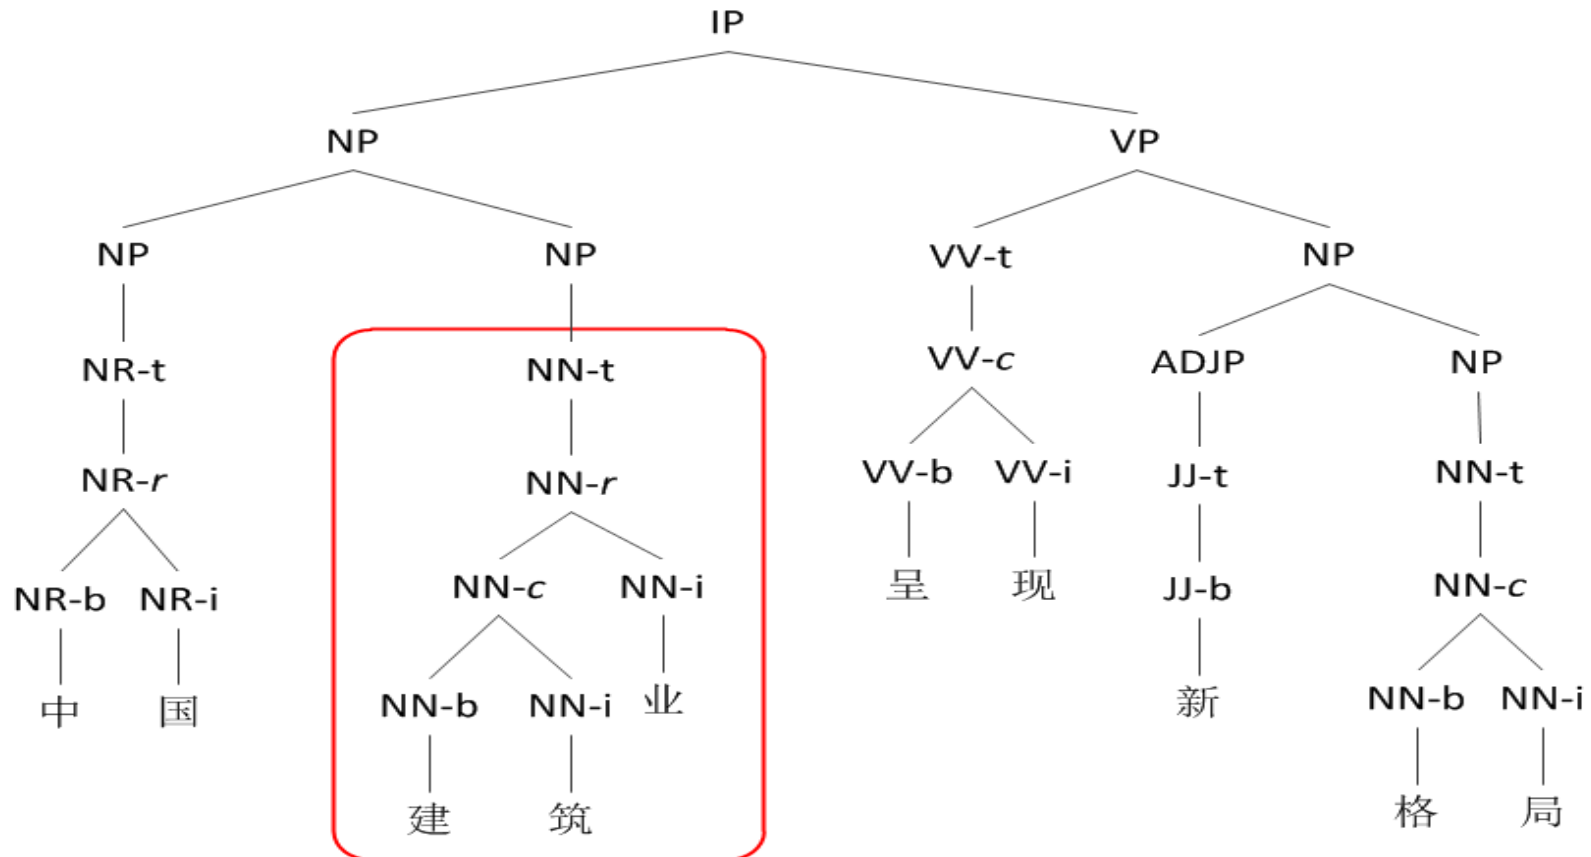 IP
NP VP
NP NP VV-t NP
NR-t NN-t VV-c ADJP NP
NR-r NN-r VV-b VV-i JJ-t NN-t
NR-b NR-i NN-c NN-i 呈 现 JJ-b NN-c
中 国 NN-b NN-i 业 新 NN-b NN-i
建 筑 格 局